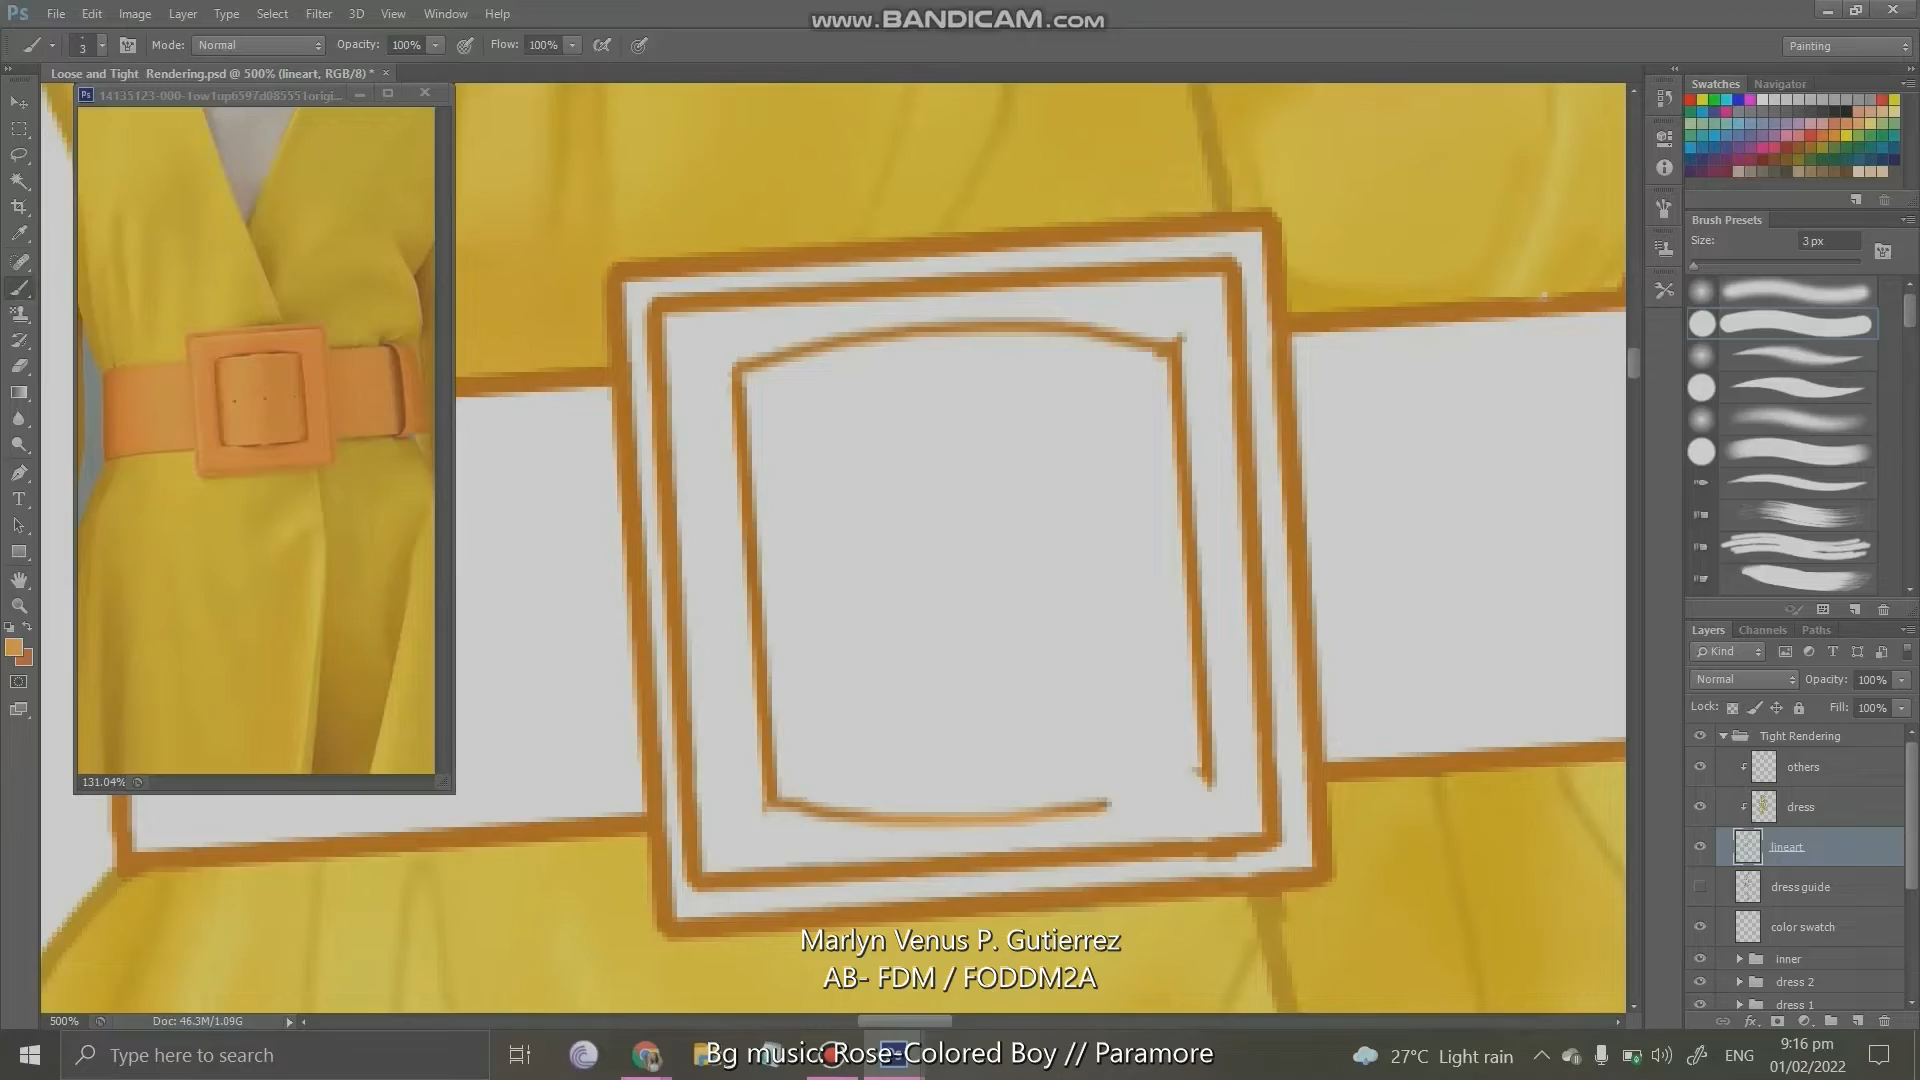 Ps File Edit Image Layer Type Select Filter 3D View Window Help
WWW.BANDICAM.COM
3 Mode: Normal Opacity: 100% Flow: 100% Painting
Loose and Tight Rendering.psd @ 500% (lineart, RGB/8) * ×
Swatches Navigator
Brush Presets
Size: 3 px
Layers Channels Paths
Kind
Normal Opacity: 100%
Lock: Fill: 100%
Tight Rendering
others
dress
lineart
dress guide
color swatch
inner
dress 2
dress 1
131.04%
Marlyn Venus P. Gutierrez
AB- FDM / FODDM2A
500% Doc: 46.3M/1.09G
Type here to search
Bg music: Rose-Colored Boy // Paramore
27°C Light rain
ENG
9:16 pm
01/02/2022